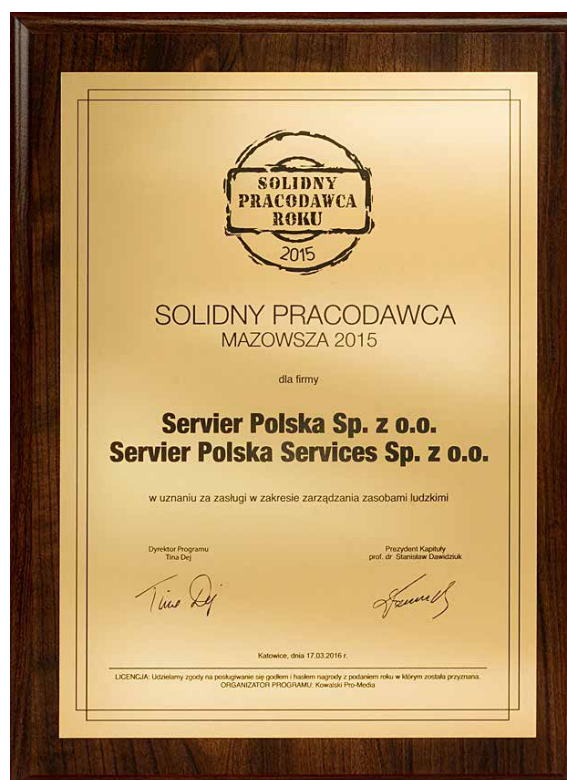 SOLIDNY
PRACODAWCA
ROKU
2015
SOLIDNY PRACODAWCA
MAZOWSZA 2015
dla firmy
Servier Polska Sp. z o.o.
Servier Polska Services Sp. z o.o.
w uznaniu za zasługi w zakresie zarządzania zasobami ludzkimi
Dyrektor Programu
Tina Dej
Prezydent Kapituły
prof. dr Stanisław Dawidziuk
Tina Dej
Katowice, dnia 17.03.2016 r.
LICENCJA: Udzielamy zgody na posługiwanie się godłem i hasłem nagrody z podaniem roku w którym została przyznana.
ORGANIZATOR PROGRAMU: Kowalski Pro-Media